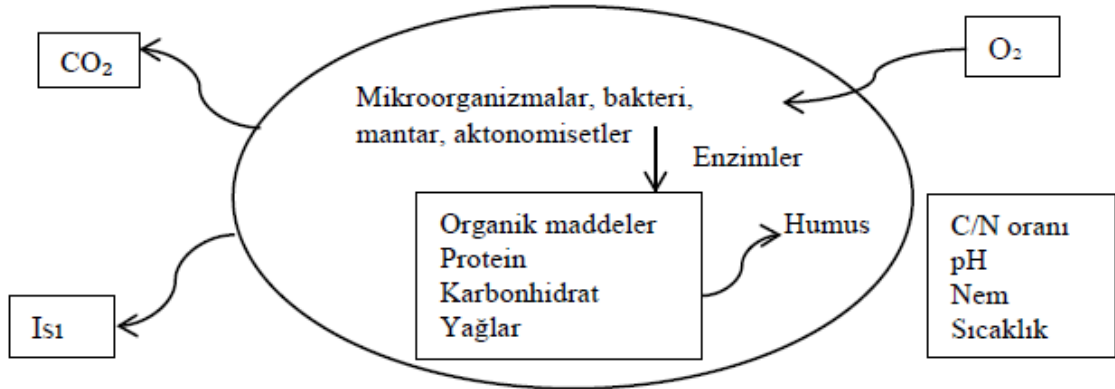 CO₂
O₂
Mikroorganizmalar, bakteri,
mantar, aktonomisetler
Enzimler
Organik maddeler
Protein
Karbonhidrat
Yağlar
Humus
C/N oranı
pH
Nem
Sıcaklık
Isı